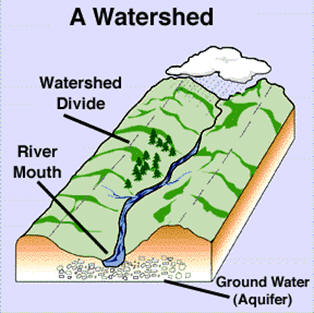 A Watershed
Watershed
Divide
River
Mouth
Ground Water
(Aquifer)